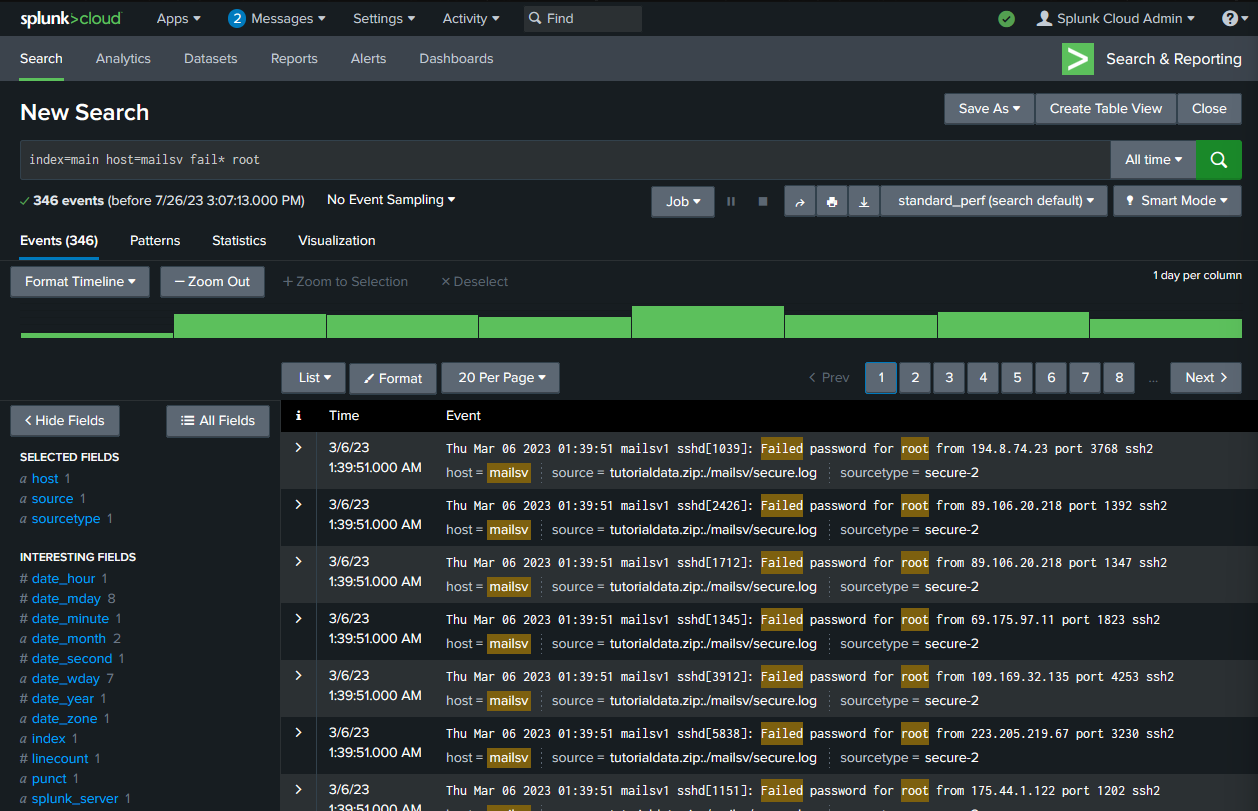 splunk>cloud Apps 2 Messages Settings Activity Find Splunk Cloud Admin ?
Search Analytics Datasets Reports Alerts Dashboards > Search & Reporting
New Search Save As Create Table View Close
index=main host=mailsv fail* root All time
346 events (before 7/26/23 3:07:13.000 PM) No Event Sampling Job standard_perf (search default) Smart Mode
Events (346) Patterns Statistics Visualization
Format Timeline — Zoom Out + Zoom to Selection × Deselect 1 day per column
List Format 20 Per Page < Prev 1 2 3 4 5 6 7 8 ... Next >
< Hide Fields All Fields i Time Event
SELECTED FIELDS
a host 1
a source 1
a sourcetype 1
INTERESTING FIELDS
# date_hour 1
# date_mday 8
# date_minute 1
a date_month 2
# date_second 1
a date_wday 7
# date_year 1
a date_zone 1
a index 1
# linecount 1
a punct 1
a splunk_server 1
> 3/6/23 Thu Mar 06 2023 01:39:51 mailsv1 sshd[1039]: Failed password for root from 194.8.74.23 port 3768 ssh2
1:39:51.000 AM host = mailsv source = tutorialdata.zip:./mailsv/secure.log sourcetype = secure-2
> 3/6/23 Thu Mar 06 2023 01:39:51 mailsv1 sshd[2426]: Failed password for root from 89.106.20.218 port 1392 ssh2
1:39:51.000 AM host = mailsv source = tutorialdata.zip:./mailsv/secure.log sourcetype = secure-2
> 3/6/23 Thu Mar 06 2023 01:39:51 mailsv1 sshd[1712]: Failed password for root from 89.106.20.218 port 1347 ssh2
1:39:51.000 AM host = mailsv source = tutorialdata.zip:./mailsv/secure.log sourcetype = secure-2
> 3/6/23 Thu Mar 06 2023 01:39:51 mailsv1 sshd[1345]: Failed password for root from 69.175.97.11 port 1823 ssh2
1:39:51.000 AM host = mailsv source = tutorialdata.zip:./mailsv/secure.log sourcetype = secure-2
> 3/6/23 Thu Mar 06 2023 01:39:51 mailsv1 sshd[3912]: Failed password for root from 109.169.32.135 port 4253 ssh2
1:39:51.000 AM host = mailsv source = tutorialdata.zip:./mailsv/secure.log sourcetype = secure-2
> 3/6/23 Thu Mar 06 2023 01:39:51 mailsv1 sshd[5838]: Failed password for root from 223.205.219.67 port 3230 ssh2
1:39:51.000 AM host = mailsv source = tutorialdata.zip:./mailsv/secure.log sourcetype = secure-2
> 3/6/23 Thu Mar 06 2023 01:39:51 mailsv1 sshd[1151]: Failed password for root from 175.44.1.122 port 1202 ssh2
1:39:51.000 AM